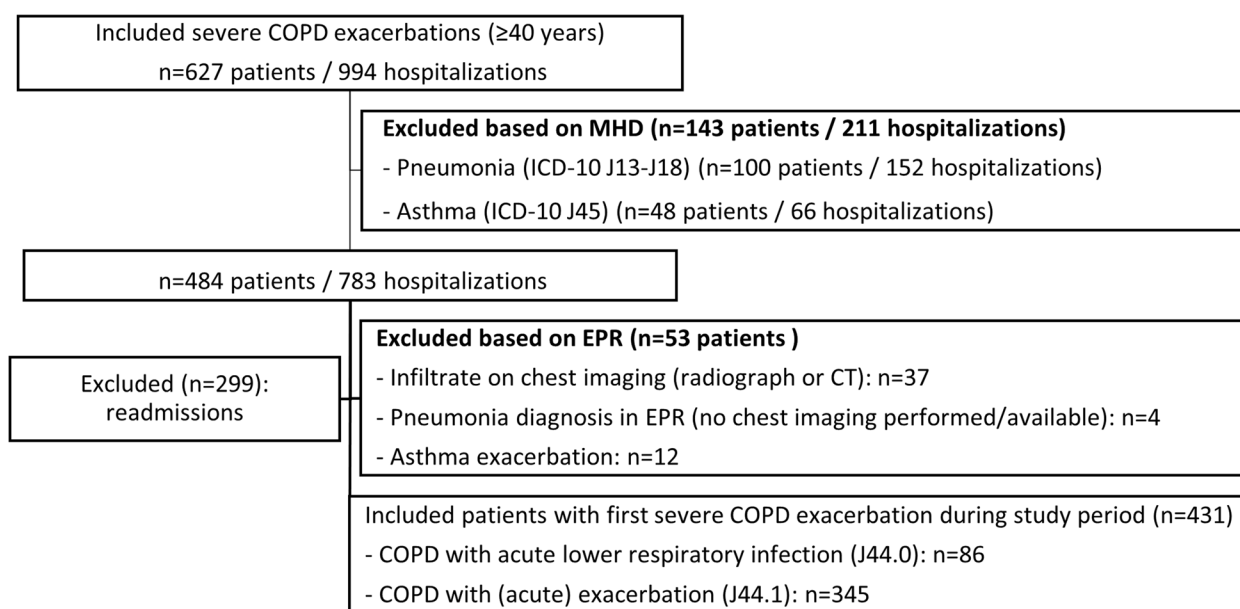 Included severe COPD exacerbations (≥40 years)
n=627 patients / 994 hospitalizations
Excluded based on MHD (n=143 patients / 211 hospitalizations)
- Pneumonia (ICD-10 J13-J18) (n=100 patients / 152 hospitalizations)
- Asthma (ICD-10 J45) (n=48 patients / 66 hospitalizations)
n=484 patients / 783 hospitalizations
Excluded based on EPR (n=53 patients )
- Infiltrate on chest imaging (radiograph or CT): n=37
- Pneumonia diagnosis in EPR (no chest imaging performed/available): n=4
- Asthma exacerbation: n=12
Excluded (n=299):
readmissions
Included patients with first severe COPD exacerbation during study period (n=431)
- COPD with acute lower respiratory infection (J44.0): n=86
- COPD with (acute) exacerbation (J44.1): n=345